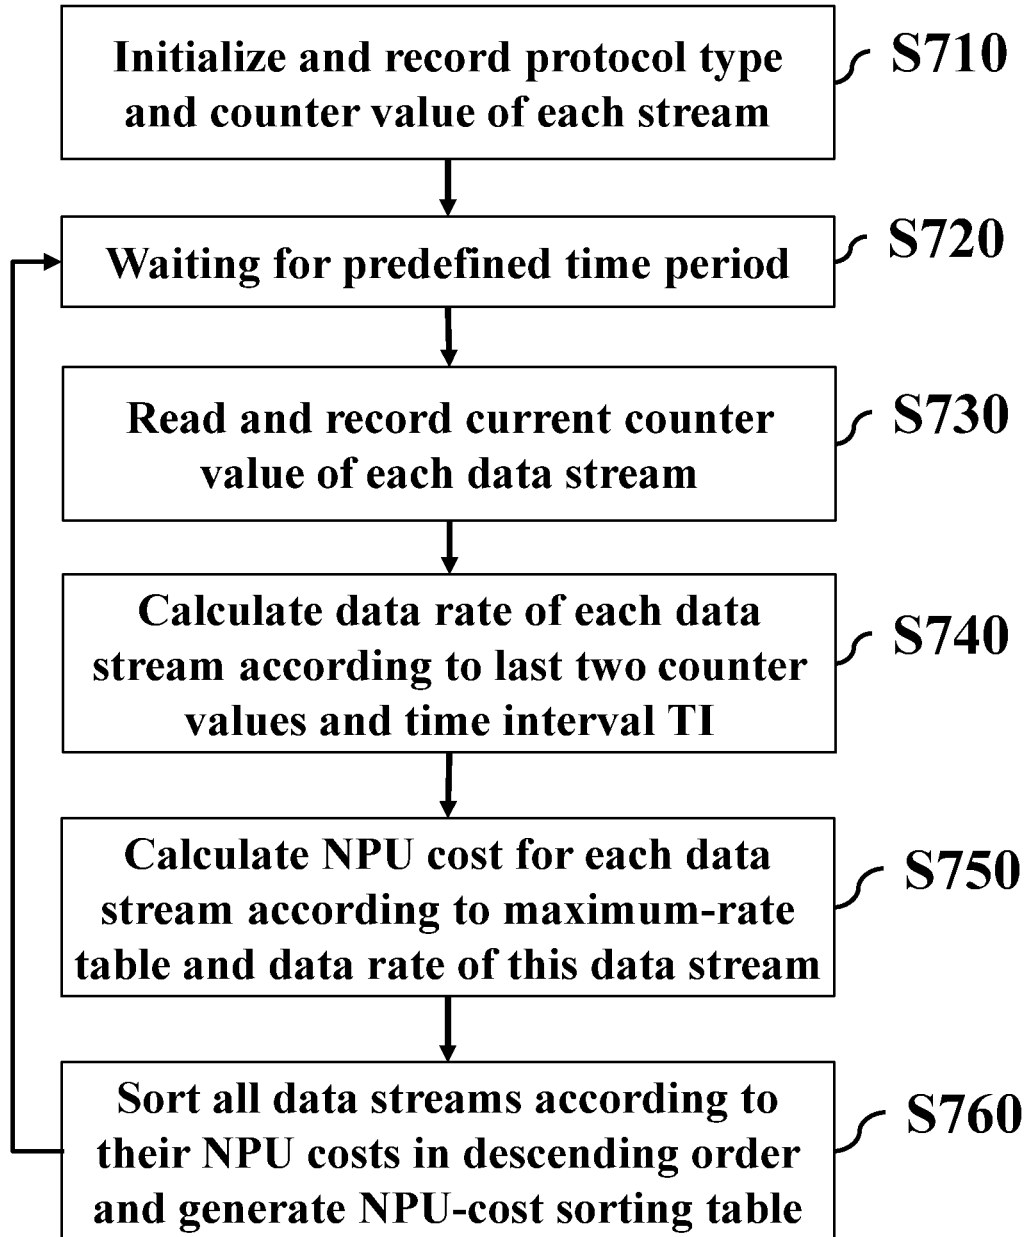 Initialize and record protocol type
and counter value of each stream
S710
Waiting for predefined time period
S720
Read and record current counter
value of each data stream
S730
Calculate data rate of each data
stream according to last two counter
values and time interval TI
S740
Calculate NPU cost for each data
stream according to maximum-rate
table and data rate of this data stream
S750
Sort all data streams according to
their NPU costs in descending order
and generate NPU-cost sorting table
S760